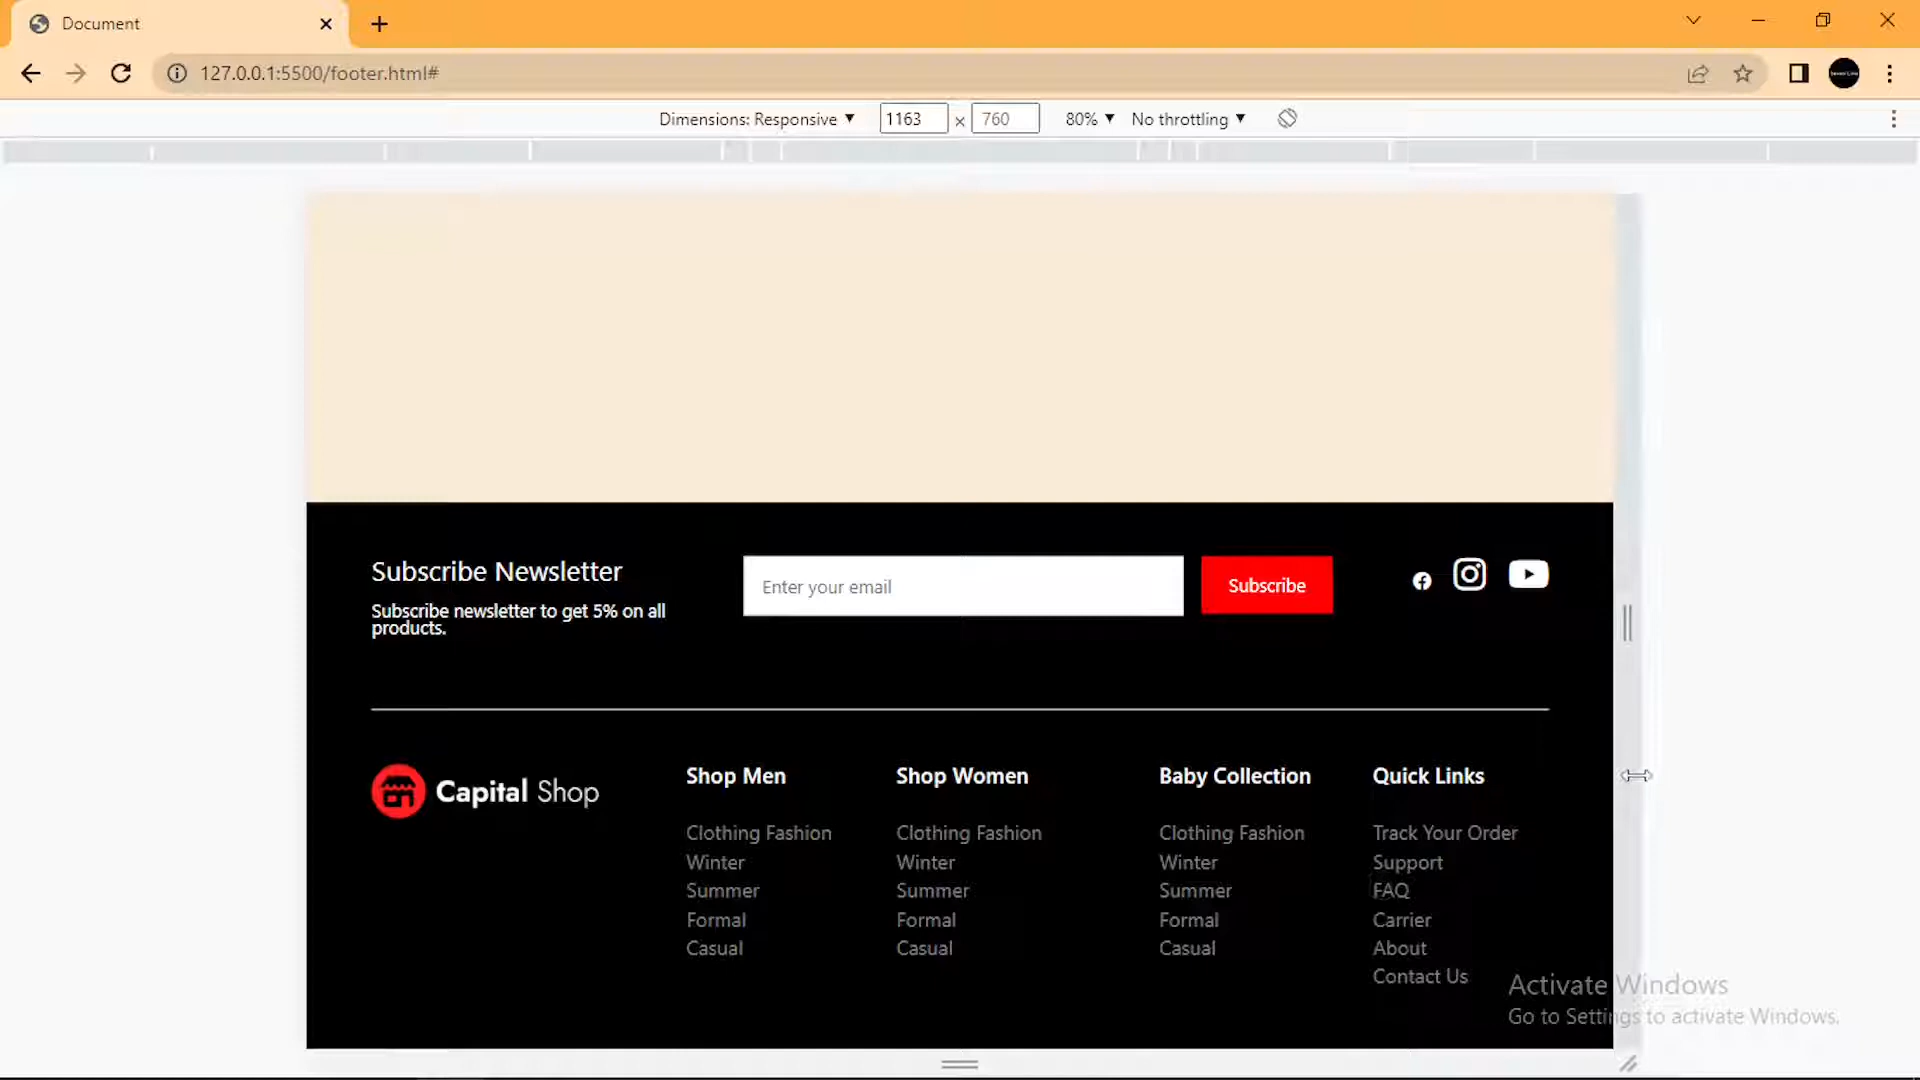 Document
127.0.0.1:5500/footer.html#
Dimensions: Responsive ▼ 1163 × 760 80% ▼ No throttling ▼
Subscribe Newsletter
Subscribe newsletter to get 5% on all
products.
Enter your email
Subscribe
Capital Shop
Shop Men
Clothing Fashion
Winter
Summer
Formal
Casual
Shop Women
Clothing Fashion
Winter
Summer
Formal
Casual
Baby Collection
Clothing Fashion
Winter
Summer
Formal
Casual
Quick Links
Track Your Order
Support
FAQ
Carrier
About
Contact Us
Activate Windows
Go to Settings to activate Windows.